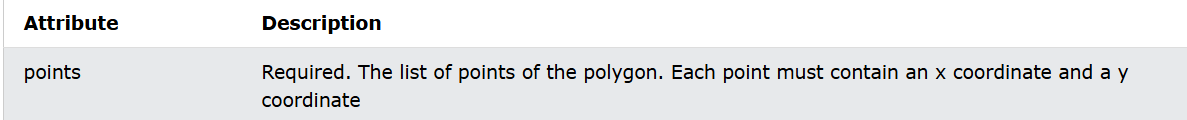 Attribute Description
points Required. The list of points of the polygon. Each point must contain an x coordinate and a y
coordinate